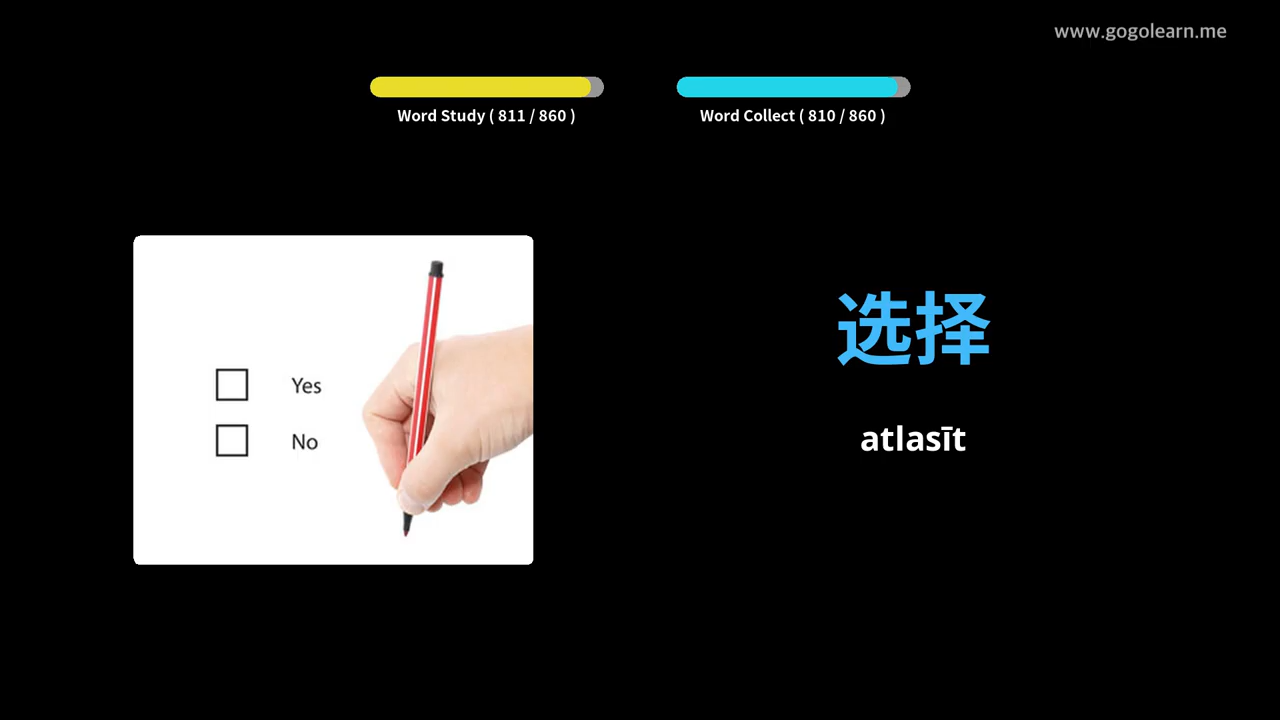 www.gogolearn.me
Word Study ( 811 / 860 )
Word Collect ( 810 / 860 )
Yes
No
选择
atlasīt